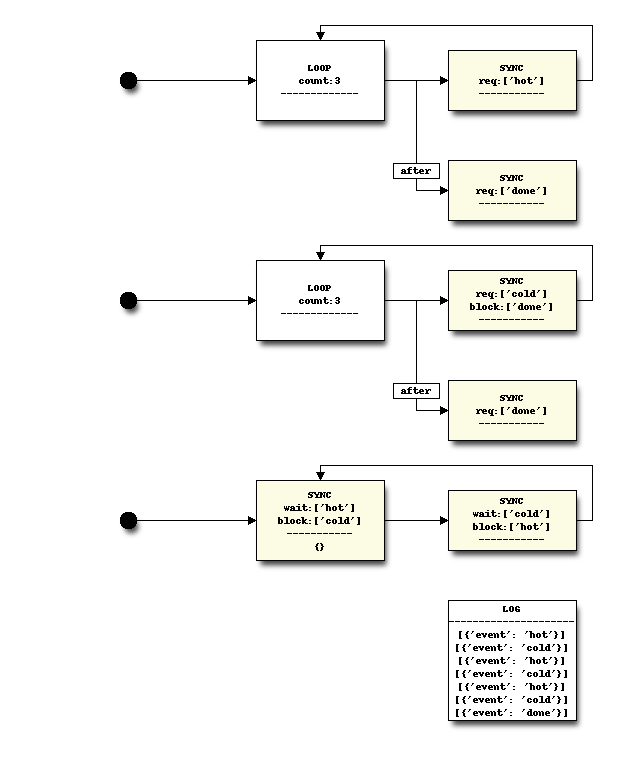 LOOP
count:3
-------------
SYNC
req:['hot']
-----------
after
SYNC
req:['done']
-----------
LOOP
count:3
-------------
SYNC
req:['cold']
block:['done']
-----------
after
SYNC
req:['done']
-----------
SYNC
wait:['hot']
block:['cold']
-----------
{}
SYNC
wait:['cold']
block:['hot']
-----------
LOG
---------------------
[{'event': 'hot'}]
[{'event': 'cold'}]
[{'event': 'hot'}]
[{'event': 'cold'}]
[{'event': 'hot'}]
[{'event': 'cold'}]
[{'event': 'done'}]